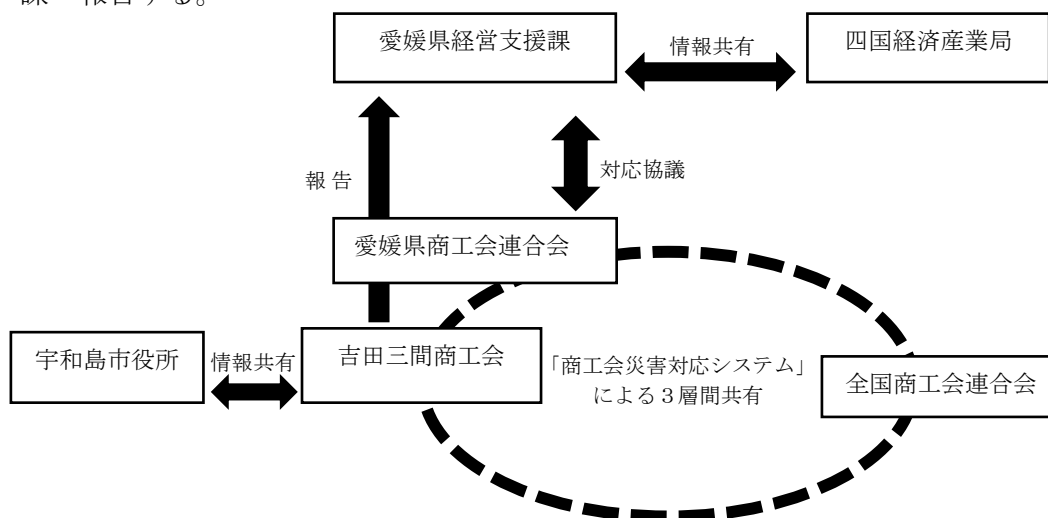 課へ報告する。
愛媛県経営支援課
情報共有
四国経済産業局
報 告
対応協議
愛媛県商工会連合会
宇和島市役所
情報共有
吉田三間商工会
「商工会災害対応システム」
による３層間共有
全国商工会連合会